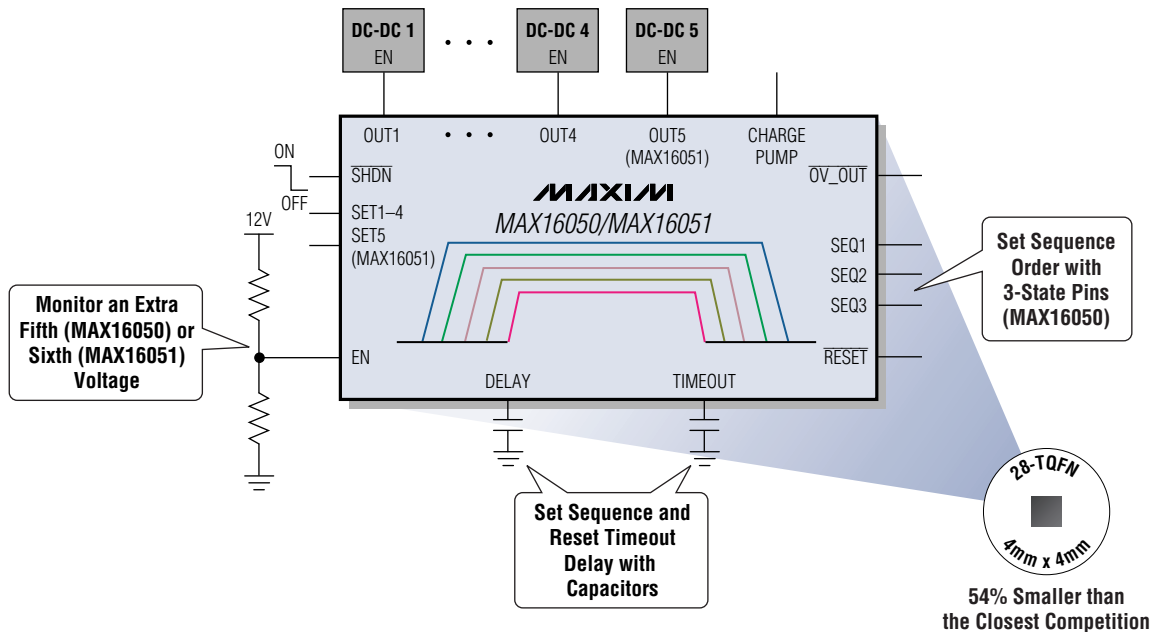 DC-DC 1
EN
• • •
DC-DC 4
EN
DC-DC 5
EN
OUT1
• • •
OUT4
OUT5
(MAX16051)
CHARGE
PUMP
ON
OFF
SHDN
OV_OUT
MAXIM
MAX16050/MAX16051
SET1–4
SET5
(MAX16051)
12V
SEQ1
SEQ2
SEQ3
Set Sequence
Order with
3-State Pins
(MAX16050)
Monitor an Extra
Fifth (MAX16050) or
Sixth (MAX16051)
Voltage
EN
RESET
DELAY
TIMEOUT
Set Sequence and
Reset Timeout
Delay with
Capacitors
28-TQFN
4mm x 4mm
54% Smaller than
the Closest Competition